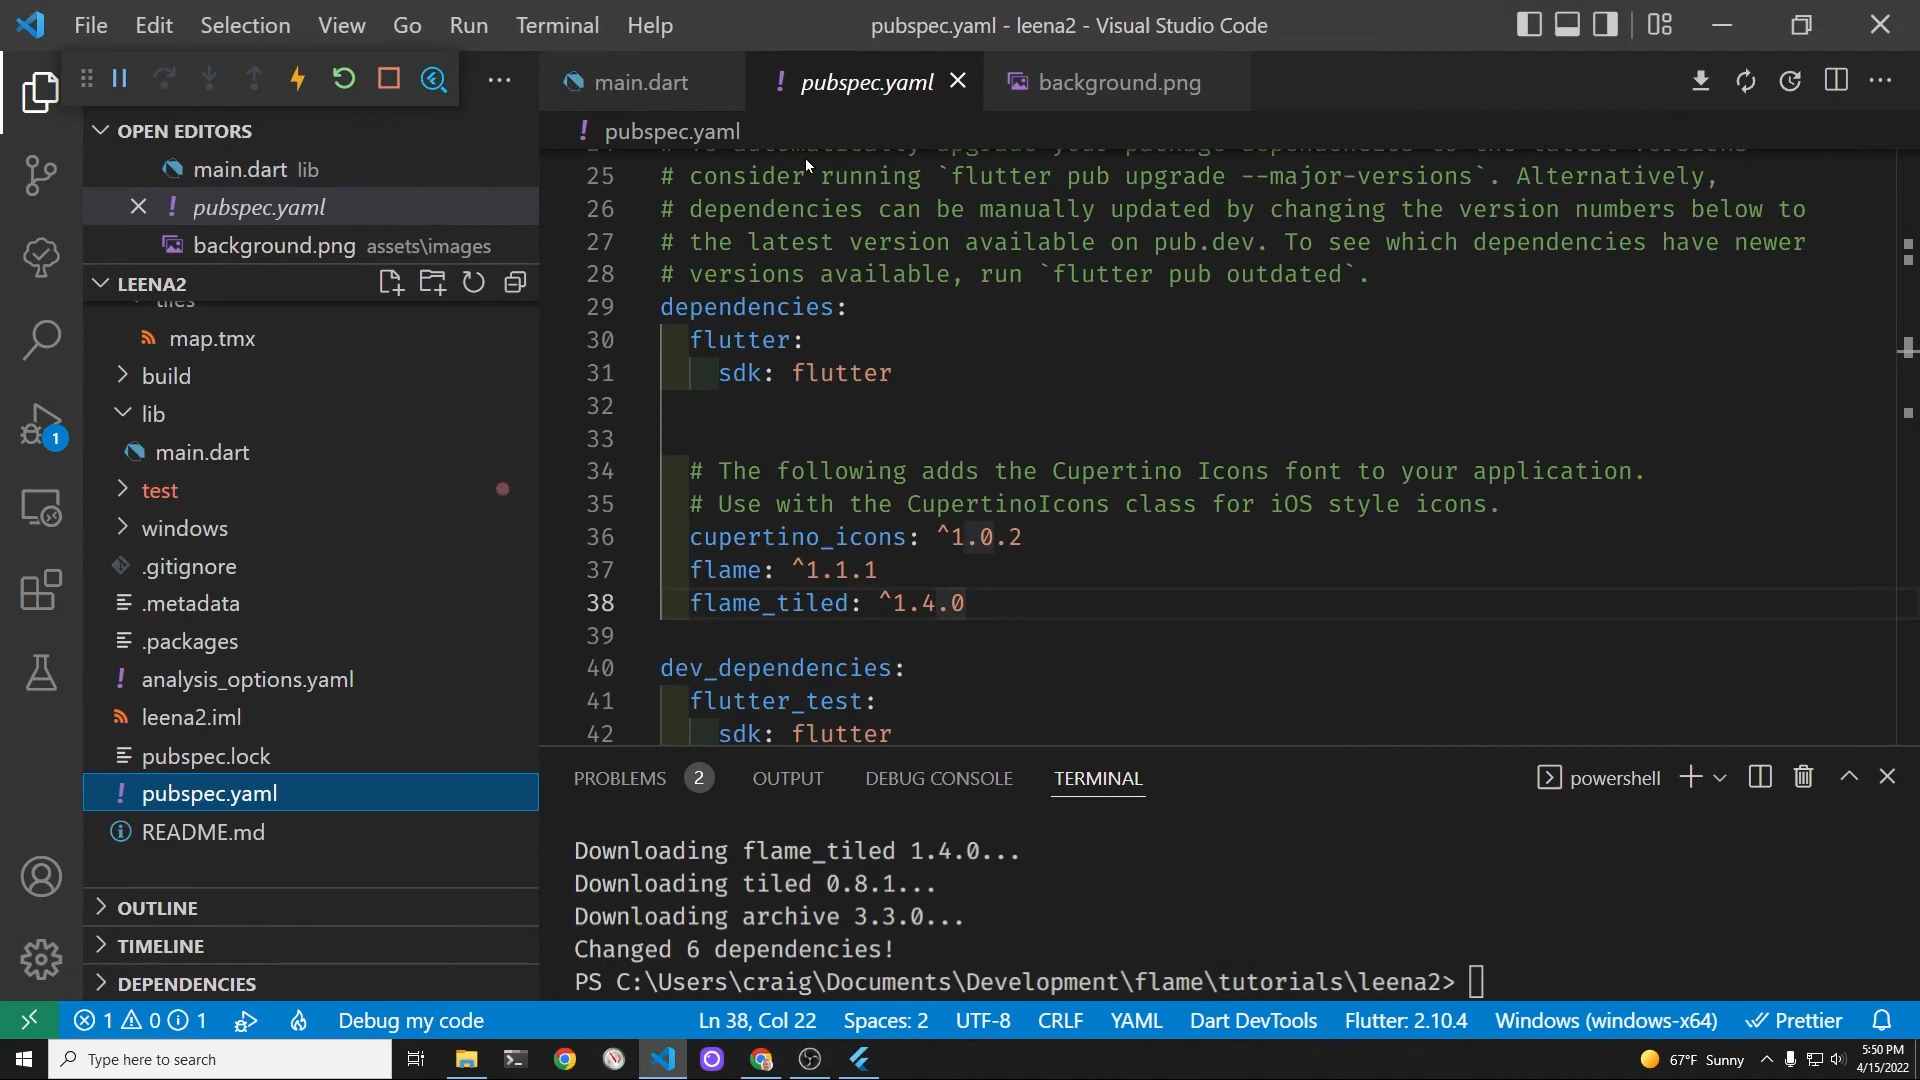 File Edit Selection View Go Run Terminal Help
pubspec.yaml - leena2 - Visual Studio Code
main.dart
! pubspec.yaml
background.png
OPEN EDITORS
main.dart lib
! pubspec.yaml
background.png assets\images
LEENA2
tiles
map.tmx
build
lib
main.dart
test
windows
.gitignore
.metadata
.packages
! analysis_options.yaml
leena2.iml
pubspec.lock
! pubspec.yaml
README.md
OUTLINE
TIMELINE
DEPENDENCIES
1
! pubspec.yaml
25 # consider running `flutter pub upgrade --major-versions`. Alternatively,
26 # dependencies can be manually updated by changing the version numbers below to
27 # the latest version available on pub.dev. To see which dependencies have newer
28 # versions available, run `flutter pub outdated`.
29 dependencies:
30 flutter:
31 sdk: flutter
32
33
34 # The following adds the Cupertino Icons font to your application.
35 # Use with the CupertinoIcons class for iOS style icons.
36 cupertino_icons: ^1.0.2
37 flame: ^1.1.1
38 flame_tiled: ^1.4.0
39
40 dev_dependencies:
41 flutter_test:
42 sdk: flutter
PROBLEMS 2 OUTPUT DEBUG CONSOLE TERMINAL
powershell
Downloading flame_tiled 1.4.0...
Downloading tiled 0.8.1...
Downloading archive 3.3.0...
Changed 6 dependencies!
PS C:\Users\craig\Documents\Development\flame\tutorials\leena2>
1 0 1 Debug my code Ln 38, Col 22 Spaces: 2 UTF-8 CRLF YAML Dart DevTools Flutter: 2.10.4 Windows (windows-x64) Prettier
Type here to search
67°F Sunny
5:50 PM
4/15/2022